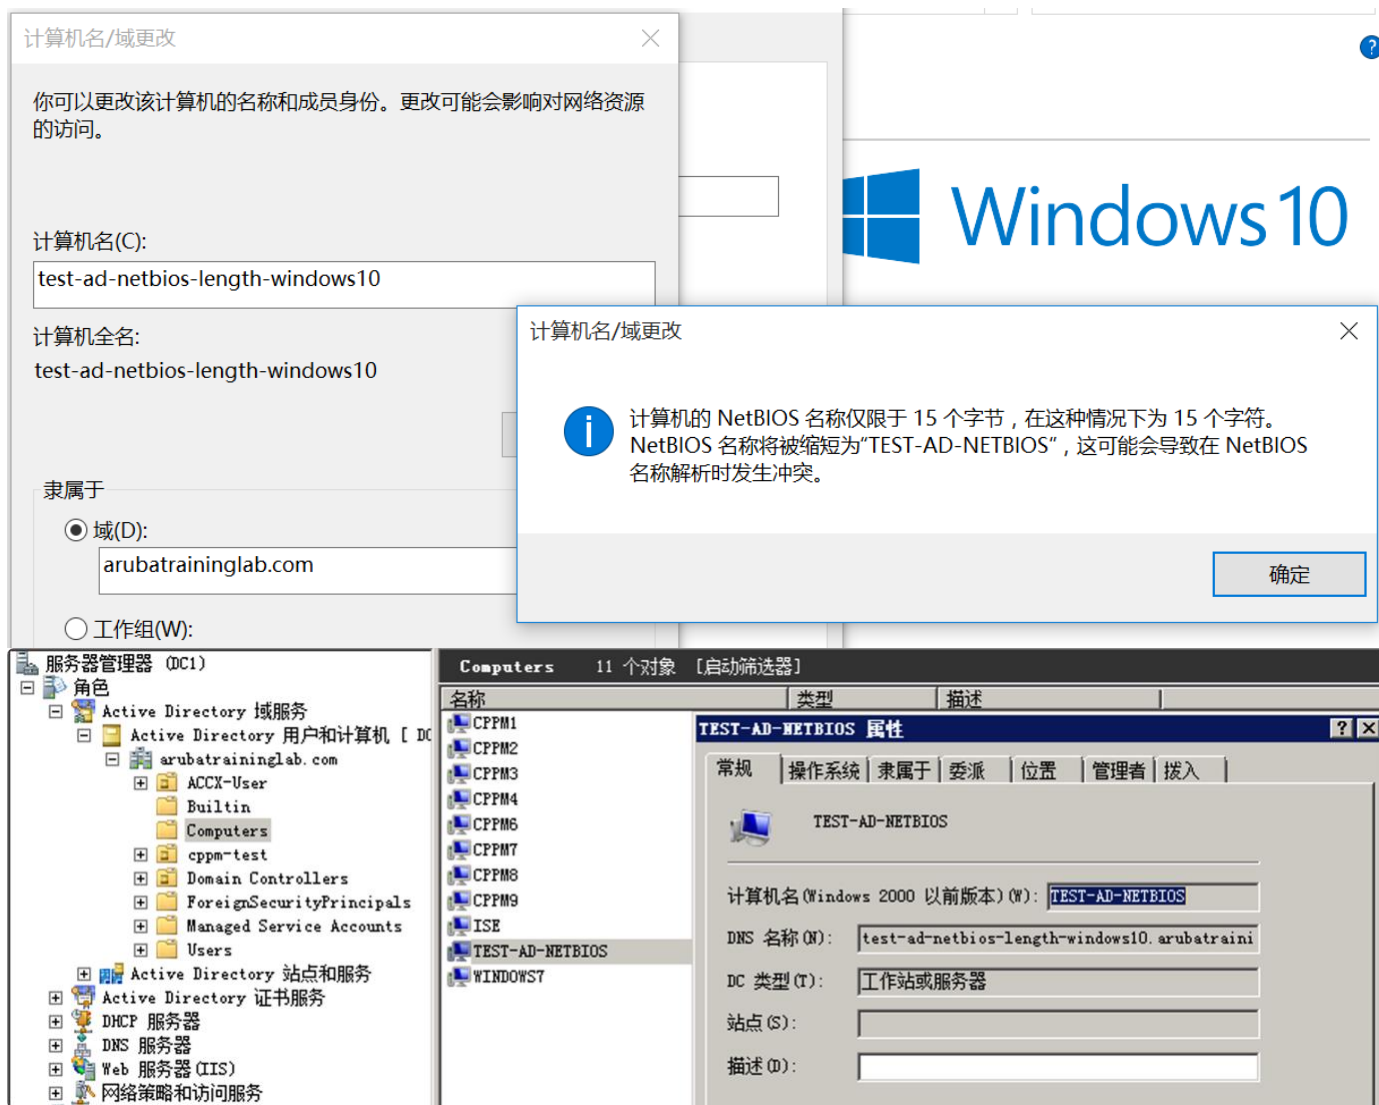 计算机名/域更改
你可以更改该计算机的名称和成员身份。更改可能会影响对网络资源
的访问。
计算机名(C):
test-ad-netbios-length-windows10
计算机全名:
test-ad-netbios-length-windows10
隶属于
域(D):
arubatraininglab.com
工作组(W):
?
Windows 10
计算机名/域更改
计算机的 NetBIOS 名称仅限于 15 个字节，在这种情况下为 15 个字符。
NetBIOS 名称将被缩短为“TEST-AD-NETBIOS”，这可能会导致在 NetBIOS
名称解析时发生冲突。
确定
服务器管理器 (DC1)
角色
Active Directory 域服务
Active Directory 用户和计算机 [ DC
arubatraininglab.com
ACCX-User
Builtin
Computers
cppm-test
Domain Controllers
ForeignSecurityPrincipals
Managed Service Accounts
Users
Active Directory 站点和服务
Active Directory 证书服务
DHCP 服务器
DNS 服务器
Web 服务器(IIS)
网络策略和访问服务
Computers 11 个对象 [启动筛选器]
名称 类型 描述
CPPM1
CPPM2
CPPM3
CPPM4
CPPM6
CPPM7
CPPM8
CPPM9
ISE
TEST-AD-NETBIOS
WINDOWS7
TEST-AD-NETBIOS 属性
常规 操作系统 隶属于 委派 位置 管理者 拨入
TEST-AD-NETBIOS
计算机名(Windows 2000 以前版本)(W): TEST-AD-NETBIOS
DNS 名称(N): test-ad-netbios-length-windows10.arubatraini
DC 类型(T): 工作站或服务器
站点(S):
描述(D):